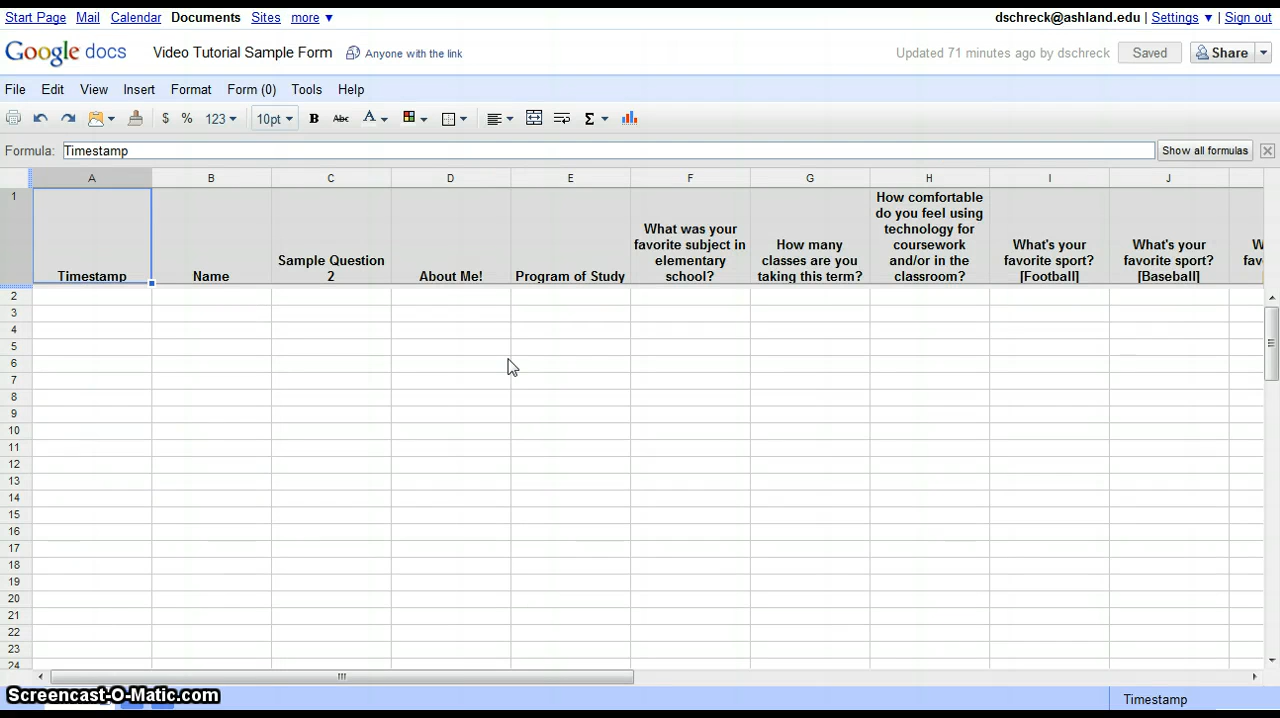 Start Page Mail Calendar Documents Sites more ▼ dschreck@ashland.edu | Settings ▼ | Sign out
Google docs Video Tutorial Sample Form Anyone with the link Updated 71 minutes ago by dschreck Saved Share
File Edit View Insert Format Form (0) Tools Help
$ % 123 10pt B Abc A Σ
Formula: Timestamp Show all formulas
A B C D E F G H I J
1
Timestamp
Name
Sample Question
2
About Me!
Program of Study
What was your
favorite subject in
elementary
school?
How many
classes are you
taking this term?
How comfortable
do you feel using
technology for
coursework
and/or in the
classroom?
What's your
favorite sport?
[Football]
What's your
favorite sport?
[Baseball]
2
3
4
5
6
7
8
9
10
11
12
13
14
15
16
17
18
19
20
21
22
23
24
Screencast-O-Matic.com Timestamp